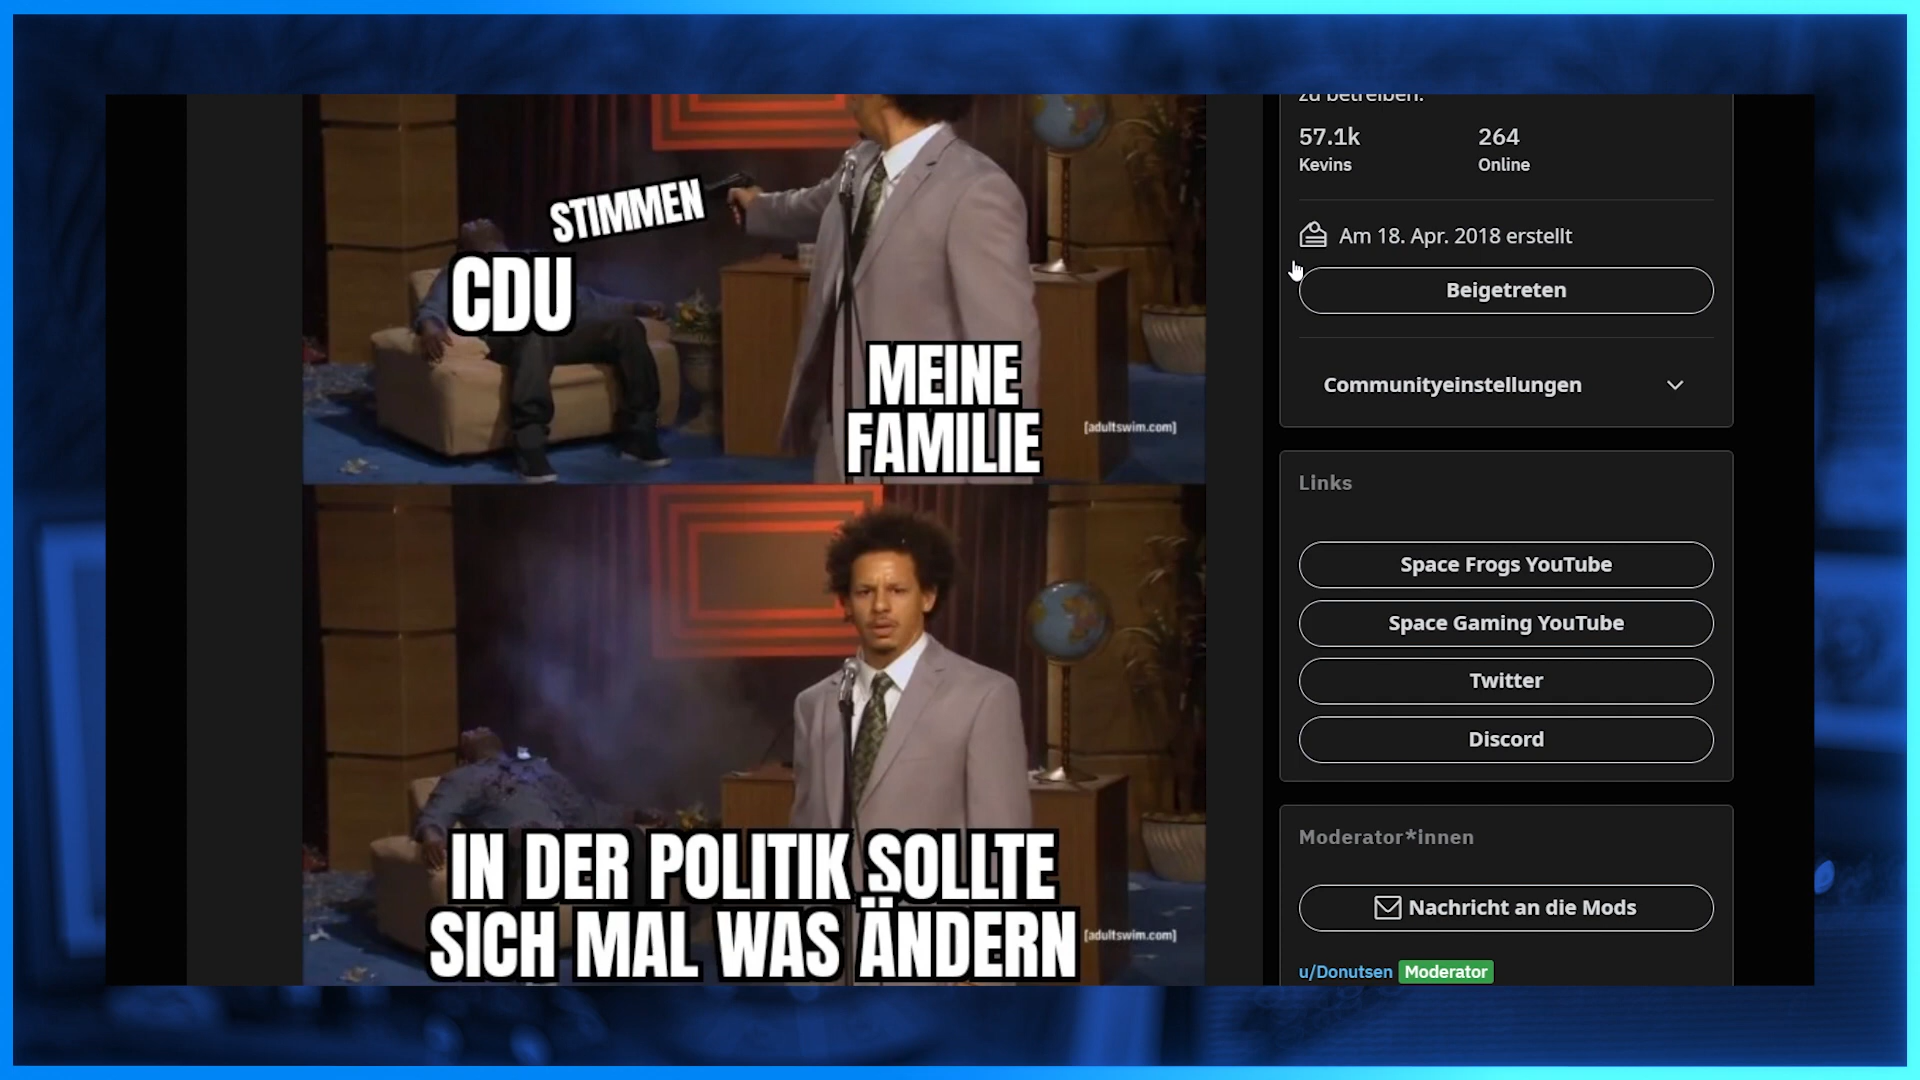 STIMMEN
CDU
MEINE
FAMILIE
[adultswim.com]
IN DER POLITIK SOLLTE
SICH MAL WAS ÄNDERN
[adultswim.com]
zu betreiben.
57.1k
264
Kevins
Online
Am 18. Apr. 2018 erstellt
Beigetreten
Communityeinstellungen
Links
Space Frogs YouTube
Space Gaming YouTube
Twitter
Discord
Moderator*innen
Nachricht an die Mods
u/Donutsen Moderator